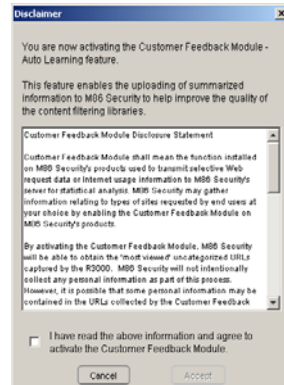 Disclaimer
You are now activating the Customer Feedback Module -
Auto Learning feature.
This feature enables the uploading of summarized
information to M86 Security to help improve the quality of
the content filtering libraries.
Customer Feedback Module Disclosure Statement
Customer Feedback Module shall mean the function installed
on M86 Security's products used to transmit selective Web
request data or Internet usage information to M86 Security's
server for statistical analysis. M86 Security may gather
information relating to types of sites requested by end users at
your choice by enabling the Customer Feedback Module on
M86 Security's products.
By activating the Customer Feedback Module, M86 Security
will be able to obtain the 'most viewed' uncategorized URLs
captured by the R3000. M86 Security will not intentionally
collect any personal information as part of this process.
However, it is possible that some personal information may be
contained in the URLs collected by the Customer Feedback
I have read the above information and agree to
activate the Customer Feedback Module.
Cancel
Accept